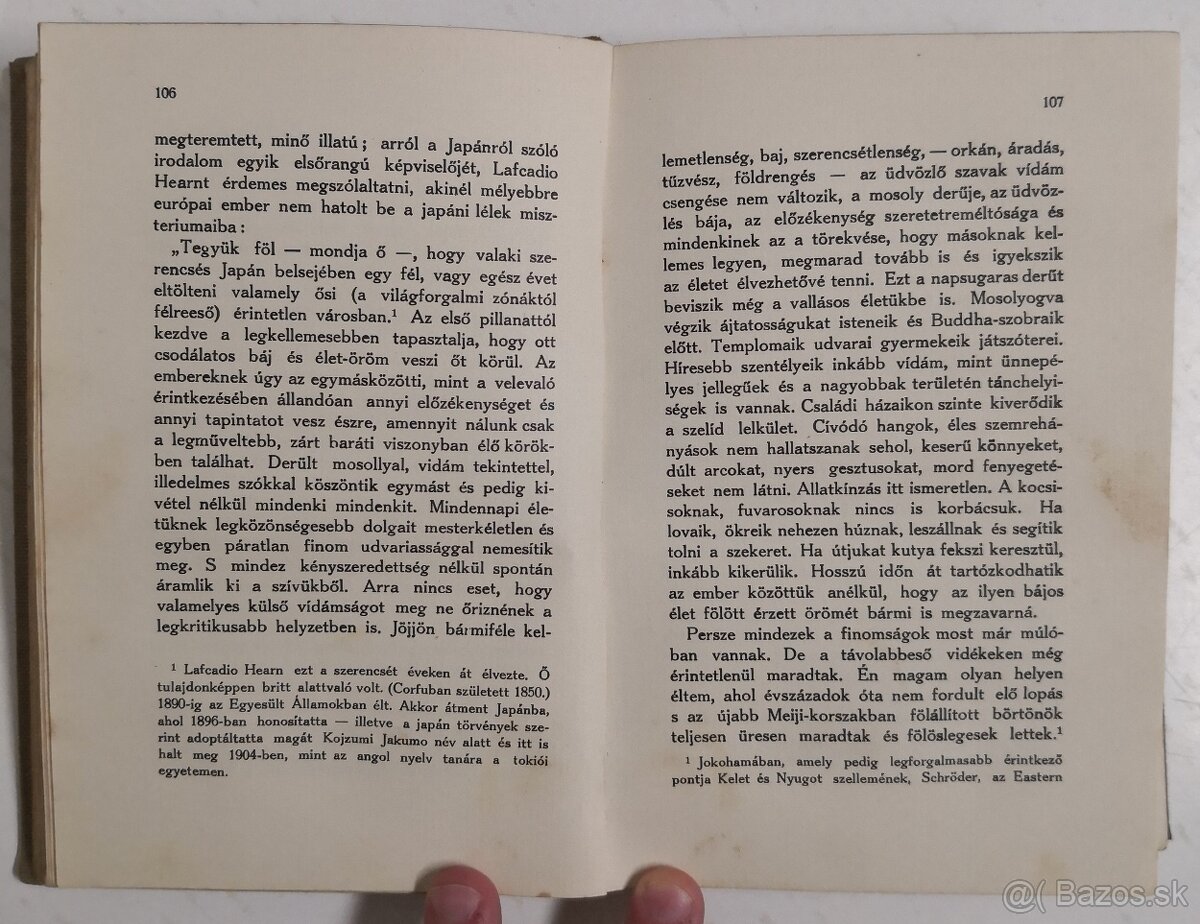 106
megteremtett, minő illatú; arról a Japánról szóló
irodalom egyik elsőrangú képviselőjét, Lafcadio
Hearnt érdemes megszólaltatni, akinél mélyebbre
európai ember nem hatolt be a japáni lélek misz-
teriumaiba:
„Tegyük föl — mondja ő —, hogy valaki sze-
rencsés Japán belsejében egy fél, vagy egész évet
eltölteni valamely ősi (a világforgalmi zónáktól
félreeső) érintetlen városban.¹ Az első pillanattól
kezdve a legkellemesebben tapasztalja, hogy ott
csodálatos báj és élet-öröm veszi őt körül. Az
embereknek úgy az egymásközötti, mint a velevaló
érintkezésében állandóan annyi előzékenységet és
annyi tapintatot vesz észre, amennyit nálunk csak
a legműveltebb, zárt baráti viszonyban élő körök-
ben találhat. Derült mosollyal, vidám tekintettel,
illedelmes szókkal köszöntik egymást és pedig ki-
vétel nélkül mindenki mindenkit. Mindennapi éle-
tüknek legközönségesebb dolgait mesterkéletlen és
egyben páratlan finom udvariassággal nemesítik
meg. S mindez kényszeredettség nélkül spontán
áramlik ki a szívükből. Arra nincs eset, hogy
valamelyes külső vídámságot meg ne őriznének a
legkritikusabb helyzetben is. Jöjjön bármiféle kel-
¹ Lafcadio Hearn ezt a szerencsét éveken át élvezte. Ő
tulajdonképpen britt alattvaló volt. (Corfuban született 1850.)
1890-ig az Egyesült Államokban élt. Akkor átment Japánba,
ahol 1896-ban honosítatta — illetve a japán törvények sze-
rint adoptáltatta magát Kojzumi Jakumo név alatt és itt is
halt meg 1904-ben, mint az angol nyelv tanára a tokiói
egyetemen.
107
lemetlenség, baj, szerencsétlenség, — orkán, áradás,
tűzvész, földrengés — az üdvözlő szavak vídám
csengése nem változik, a mosoly derűje, az üdvöz-
lés bája, az előzékenység szeretetreméltósága és
mindenkinek az a törekvése, hogy másoknak kel-
lemes legyen, megmarad tovább is és igyekszik
az életet élvezhetővé tenni. Ezt a napsugaras derűt
beviszik még a vallásos életükbe is. Mosolyogva
végzik ájtatosságukat isteneik és Buddha-szobraik
előtt. Templomaik udvarai gyermekeik játszóterei.
Híresebb szentélyeik inkább vídám, mint ünnepé-
lyes jellegűek és a nagyobbak területén tánchelyi-
ségek is vannak. Családi házaikon szinte kiverődik
a szelíd lelkület. Cívódó hangok, éles szemrehá-
nyások nem hallatszanak sehol, keserű könnyeket,
dúlt arcokat, nyers gesztusokat, mord fenyegeté-
seket nem látni. Allatkínzás itt ismeretlen. A kocsi-
soknak, fuvarosoknak nincs is korbácsuk. Ha
lovaik, ökreik nehezen húznak, leszállnak és segítik
tolni a szekeret. Ha útjukat kutya fekszi keresztül,
inkább kikerülik. Hosszú időn át tartózkodhatik
az ember közöttük anélkül, hogy az ilyen bájos
élet fölött érzett örömét bármi is megzavarná.
Persze mindezek a finomságok most már múló-
ban vannak. De a távolabbeső vidékeken még
érintetlenül maradtak. Én magam olyan helyen
éltem, ahol évszázadok óta nem fordult elő lopás
s az újabb Meiji-korszakban fölállított börtönök
teljesen üresen maradtak és fölöslegesek lettek.¹
¹ Jokohamában, amely pedig legforgalmasabb érintkező
pontja Kelet és Nyugot szellemének, Schröder, az Eastern
@( Bazos.sk